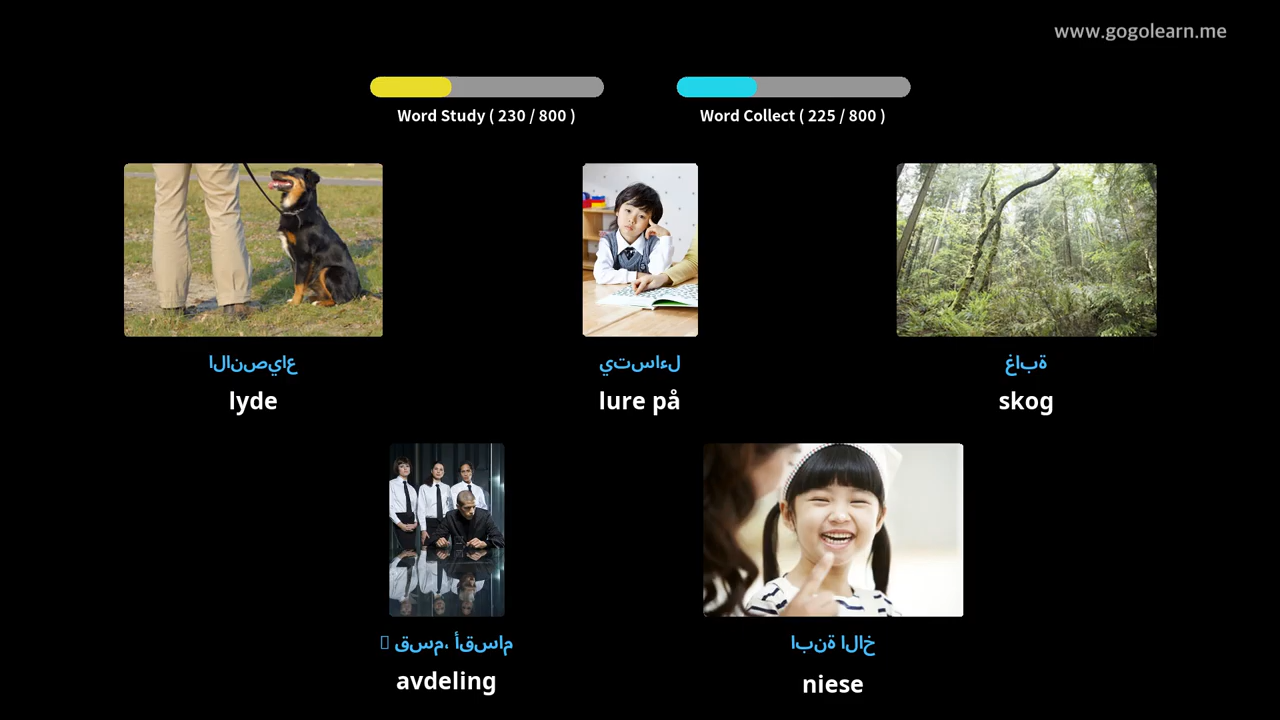 www.gogolearn.me
Word Study ( 230 / 800 )
Word Collect ( 225 / 800 )
الانصياع
يتساءل
غابة
lyde
lure på
skog
قسم، أقسام
ابنة الاخ
avdeling
niese